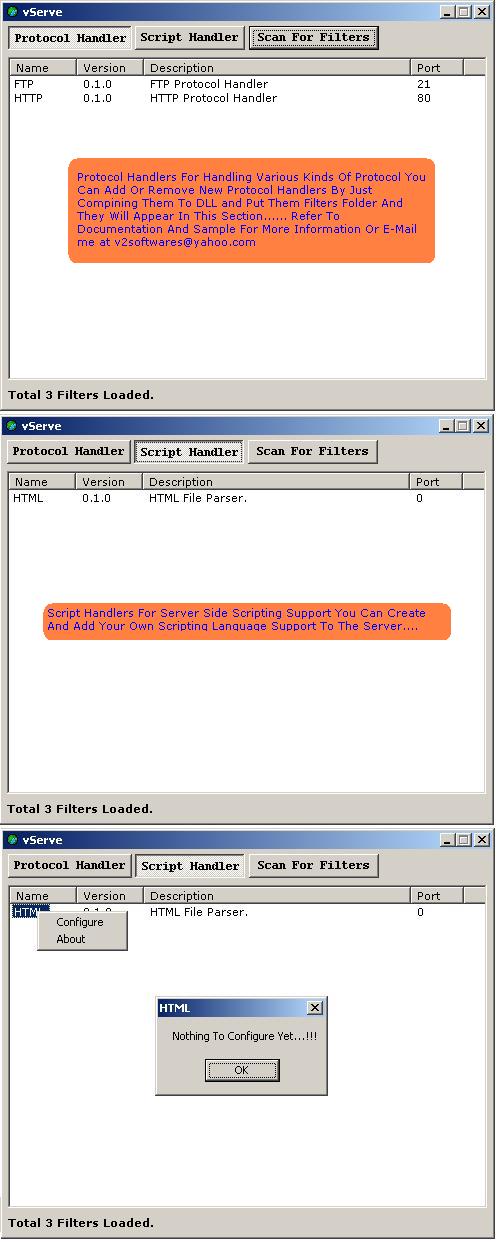 vServe
Protocol Handler Script Handler Scan For Filters
Name Version Description Port
FTP 0.1.0 FTP Protocol Handler 21
HTTP 0.1.0 HTTP Protocol Handler 80
Protocol Handlers For Handling Various Kinds Of Protocol You
Can Add Or Remove New Protocol Handlers By Just
Compining Them To DLL and Put Them Filters Folder And
They Will Appear In This Section...... Refer To
Documentation And Sample For More Information Or E-Mail
me at v2softwares@yahoo.com
Total 3 Filters Loaded.
vServe
Protocol Handler Script Handler Scan For Filters
Name Version Description Port
HTML 0.1.0 HTML File Parser. 0
Script Handlers For Server Side Scripting Support You Can Create
And Add Your Own Scripting Language Support To The Server....
Total 3 Filters Loaded.
vServe
Protocol Handler Script Handler Scan For Filters
Name Version Description Port
HTML 0.1.0 HTML File Parser. 0
Configure
About
HTML
Nothing To Configure Yet...!!!
OK
Total 3 Filters Loaded.